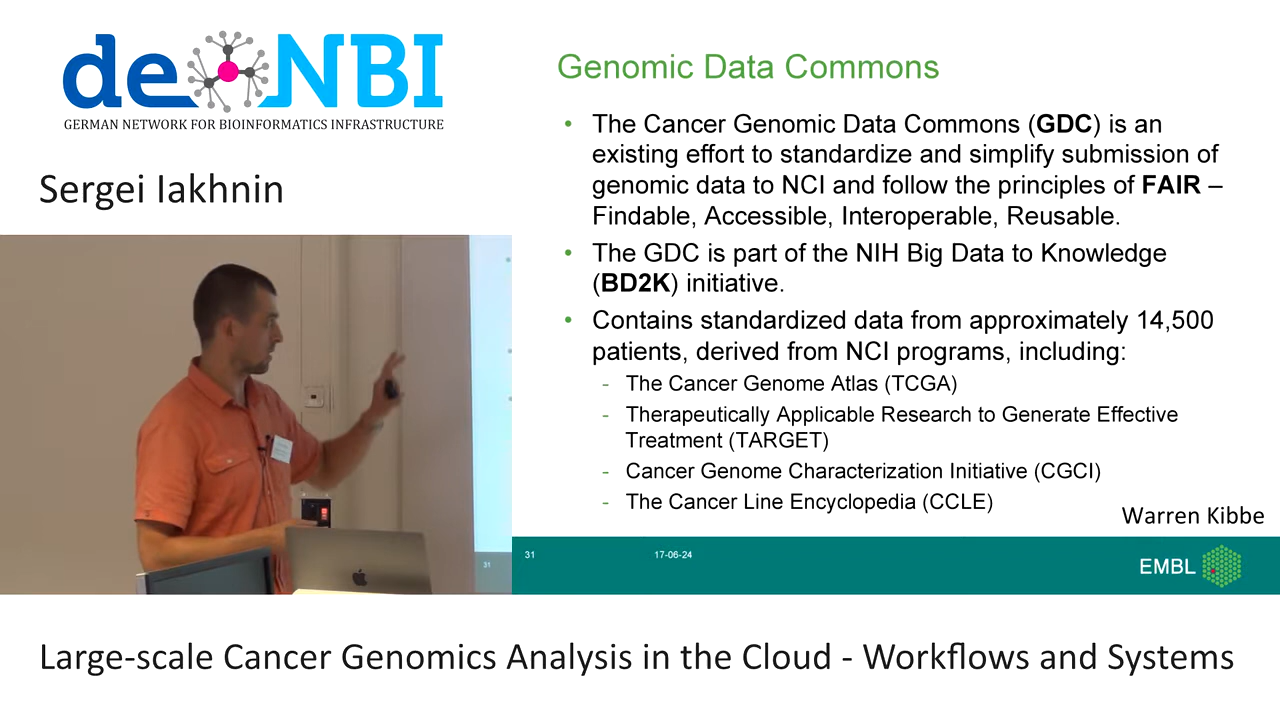 de NBI
GERMAN NETWORK FOR BIOINFORMATICS INFRASTRUCTURE
Sergei Iakhnin
Genomic Data Commons
• The Cancer Genomic Data Commons (GDC) is an
existing effort to standardize and simplify submission of
genomic data to NCI and follow the principles of FAIR –
Findable, Accessible, Interoperable, Reusable.
• The GDC is part of the NIH Big Data to Knowledge
(BD2K) initiative.
• Contains standardized data from approximately 14,500
patients, derived from NCI programs, including:
- The Cancer Genome Atlas (TCGA)
- Therapeutically Applicable Research to Generate Effective
Treatment (TARGET)
- Cancer Genome Characterization Initiative (CGCI)
- The Cancer Line Encyclopedia (CCLE)
Warren Kibbe
31
31
17-06-24
EMBL
Large-scale Cancer Genomics Analysis in the Cloud - Workflows and Systems